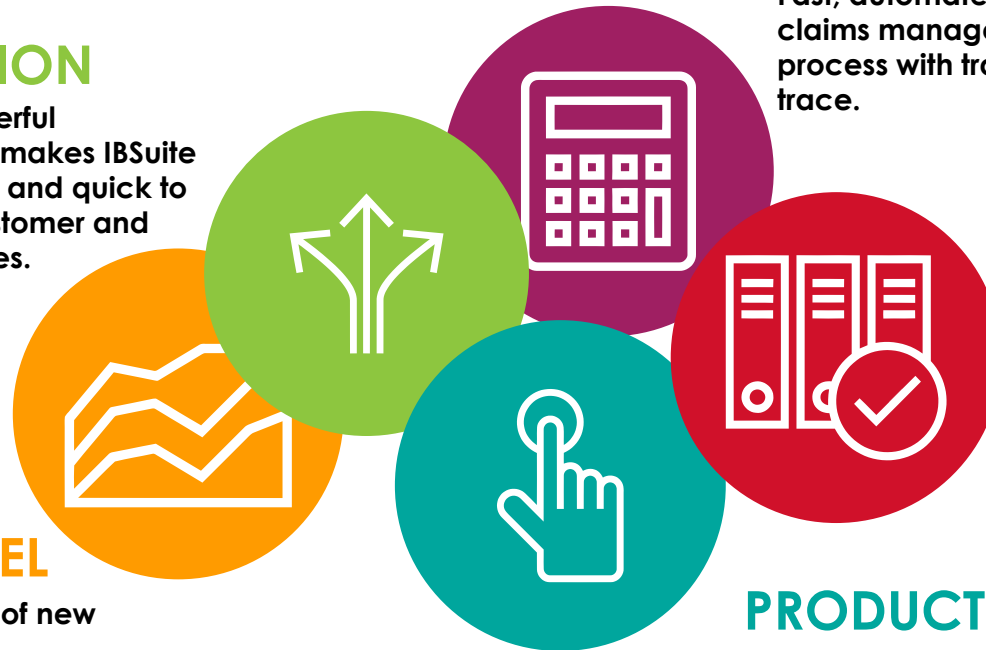 claims manage
process with tra
trace.
ION
erful
makes IBSuite
and quick to
stomer and
es.
EL
of new
PRODUCT